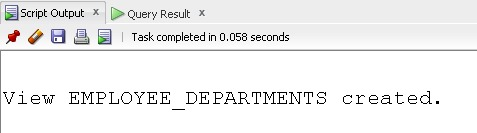 Script Output x Query Result x
Task completed in 0.058 seconds
View EMPLOYEE_DEPARTMENTS created.